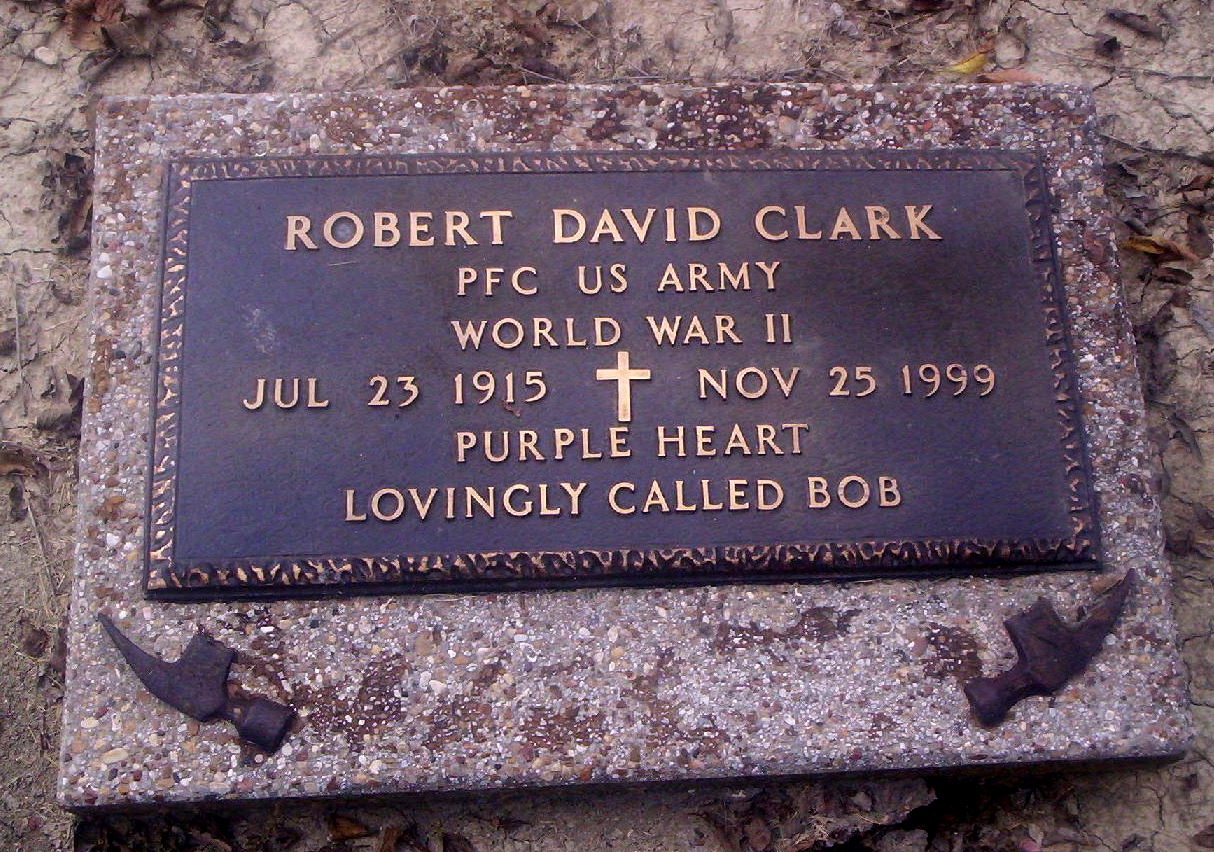 ROBERT DAVID CLARK
PFC US ARMY
WORLD WAR II
JUL 23 1915 NOV 25 1999
PURPLE HEART
LOVINGLY CALLED BOB